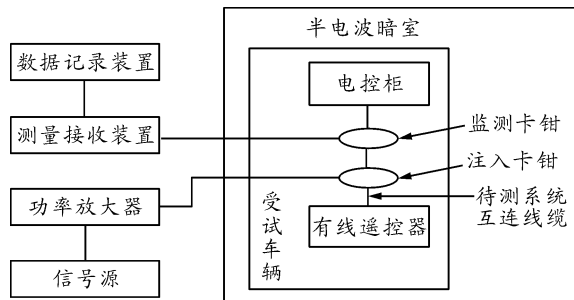 半电波暗室
数据记录装置
电控柜
测量接收装置
监测卡钳
注入卡钳
功率放大器
受试车辆
有线遥控器
待测系统
互连线缆
信号源